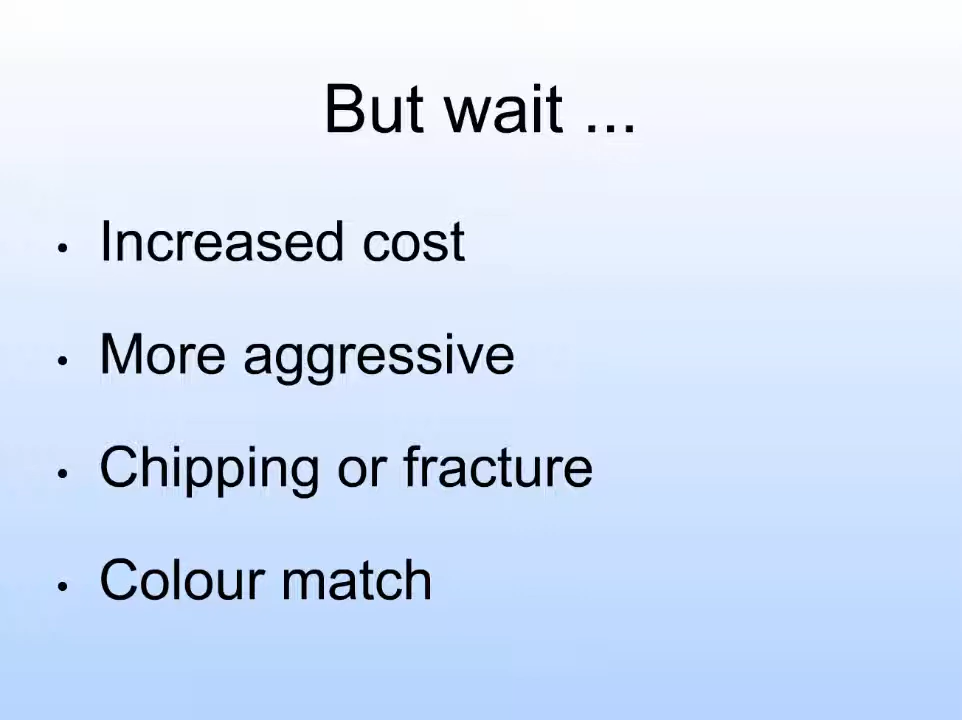 But wait ...
• Increased cost
• More aggressive
• Chipping or fracture
• Colour match